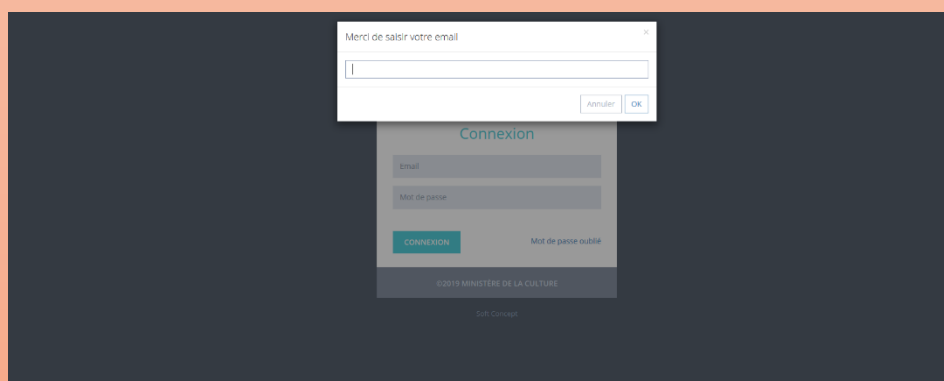 Merci de saisir votre email
×
Annuler OK
Connexion
Email
Mot de passe
CONNEXION Mot de passe oublié
©2019 MINISTÈRE DE LA CULTURE
Soft Concept